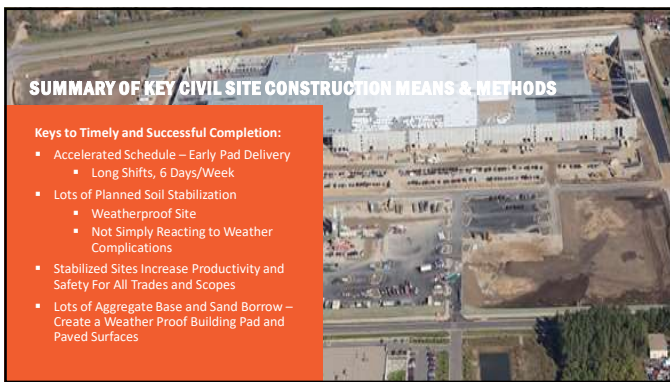 SUMMARY OF KEY CIVIL SITE CONSTRUCTION MEANS & METHODS
Keys to Timely and Successful Completion:
▪ Accelerated Schedule – Early Pad Delivery
▪ Long Shifts, 6 Days/Week
▪ Lots of Planned Soil Stabilization
▪ Weatherproof Site
▪ Not Simply Reacting to Weather
Complications
▪ Stabilized Sites Increase Productivity and
Safety For All Trades and Scopes
▪ Lots of Aggregate Base and Sand Borrow –
Create a Weather Proof Building Pad and
Paved Surfaces